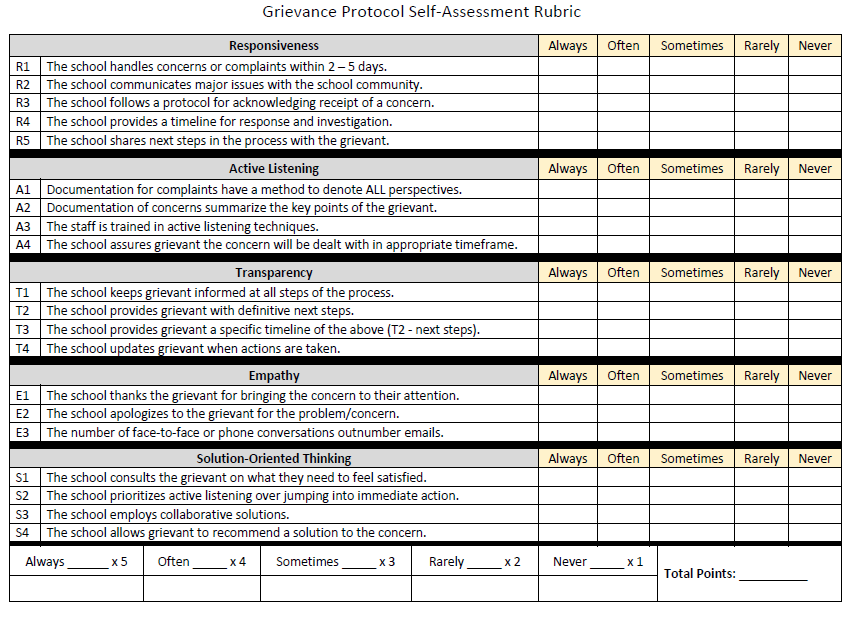 Grievance Protocol Self-Assessment Rubric
Responsiveness Always Often Sometimes Rarely Never
R1 The school handles concerns or complaints within 2 – 5 days.
R2 The school communicates major issues with the school community.
R3 The school follows a protocol for acknowledging receipt of a concern.
R4 The school provides a timeline for response and investigation.
R5 The school shares next steps in the process with the grievant.
Active Listening Always Often Sometimes Rarely Never
A1 Documentation for complaints have a method to denote ALL perspectives.
A2 Documentation of concerns summarize the key points of the grievant.
A3 The staff is trained in active listening techniques.
A4 The school assures grievant the concern will be dealt with in appropriate timeframe.
Transparency Always Often Sometimes Rarely Never
T1 The school keeps grievant informed at all steps of the process.
T2 The school provides grievant with definitive next steps.
T3 The school provides grievant a specific timeline of the above (T2 - next steps).
T4 The school updates grievant when actions are taken.
Empathy Always Often Sometimes Rarely Never
E1 The school thanks the grievant for bringing the concern to their attention.
E2 The school apologizes to the grievant for the problem/concern.
E3 The number of face-to-face or phone conversations outnumber emails.
Solution-Oriented Thinking Always Often Sometimes Rarely Never
S1 The school consults the grievant on what they need to feel satisfied.
S2 The school prioritizes active listening over jumping into immediate action.
S3 The school employs collaborative solutions.
S4 The school allows grievant to recommend a solution to the concern.
Always ______ x 5 Often _____ x 4 Sometimes _____ x 3 Rarely _____ x 2 Never _____ x 1
Total Points: __________